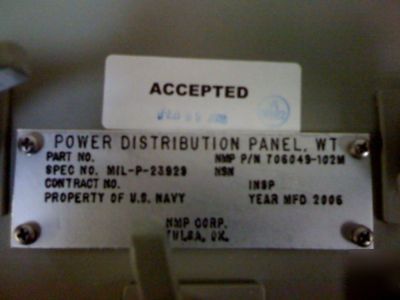 ACCEPTED
POWER DISTRIBUTION PANEL, WT
PART NO. NMP P/N 706049-102M
SPEC NO. MIL-P-23928 NSN
CONTRACT NO. INSP
PROPERTY OF U.S. NAVY YEAR MFD 2006
NMP CORP.
TULSA, OK.